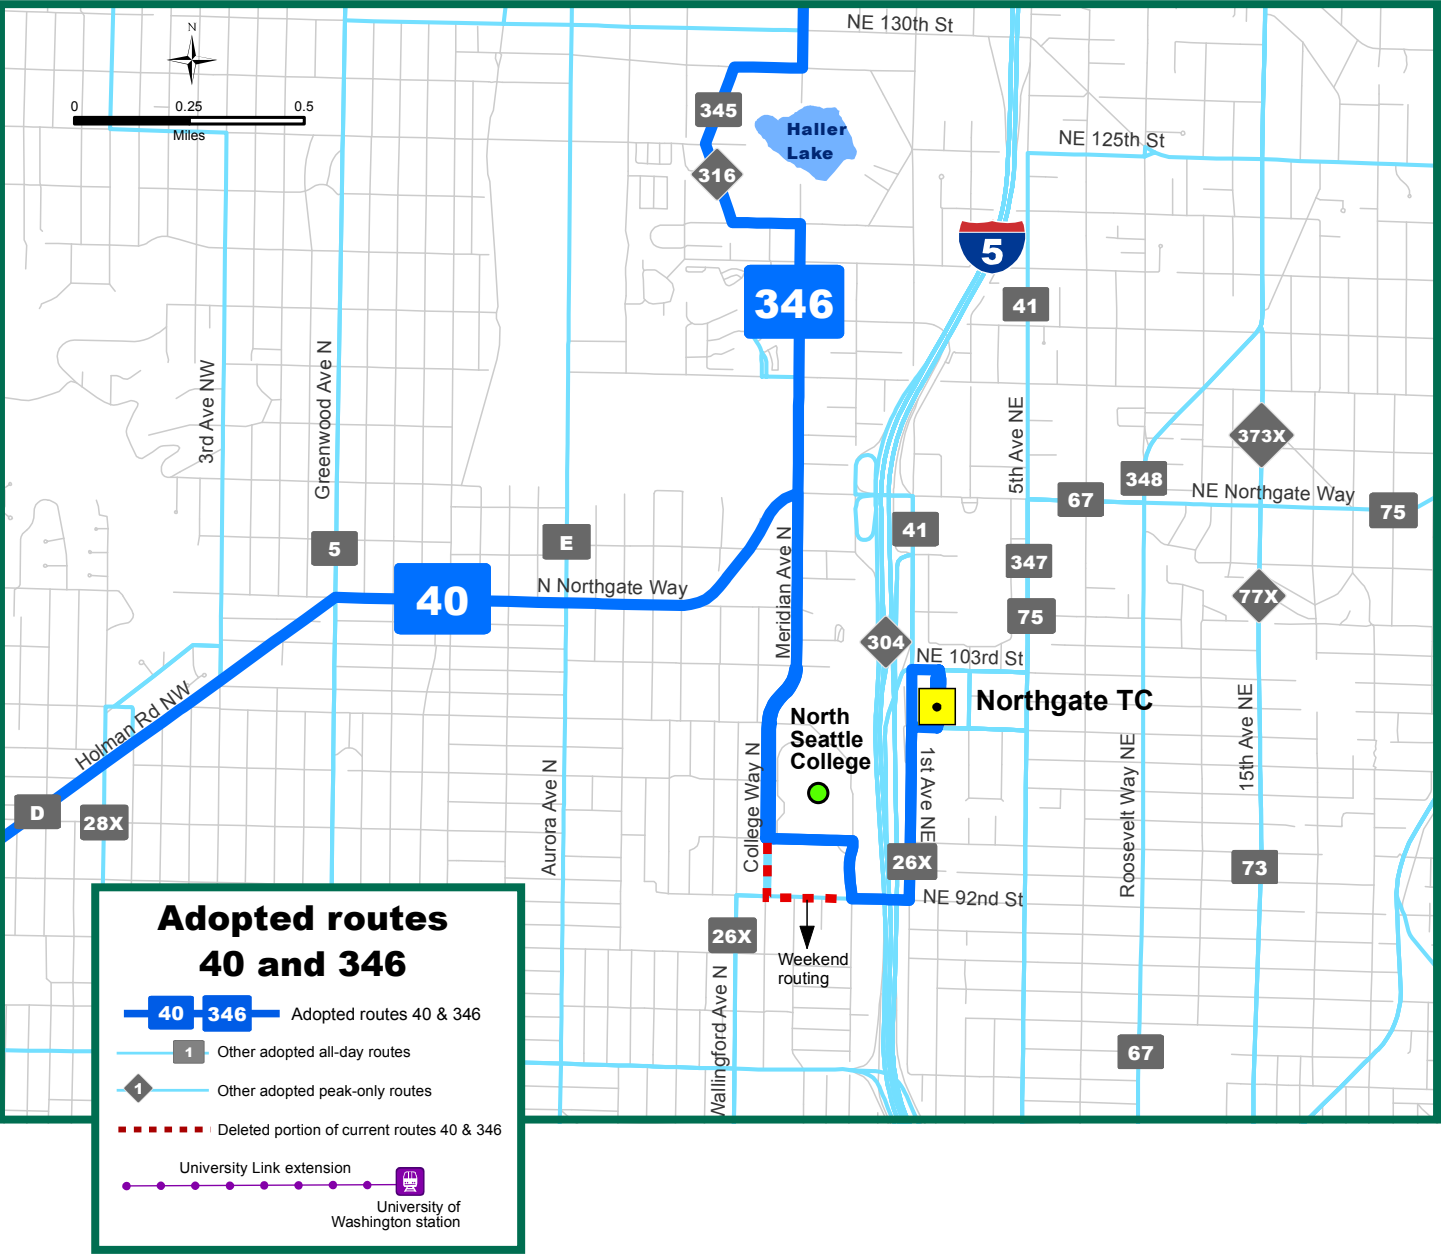 NE 130th St
N
0 0.25 0.5
Miles
345
Haller
Lake
NE 125th St
316
5
346
41
3rd Ave NW
Greenwood Ave N
5th Ave NE
373X
348
NE Northgate Way
67
75
41
5
E
Meridian Ave N
347
N Northgate Way
40
77X
75
304
NE 103rd St
Northgate TC
Holman Rd NW
North
Seattle
College
College Way N
1st Ave NE
Aurora Ave N
Roosevelt Way NE
15th Ave NE
D
28X
26X
73
NE 92nd St
26X
Weekend
routing
Wallingford Ave N
67
Adopted routes
40 and 346
40 346 Adopted routes 40 & 346
1 Other adopted all-day routes
1 Other adopted peak-only routes
Deleted portion of current routes 40 & 346
University Link extension
University of
Washington station